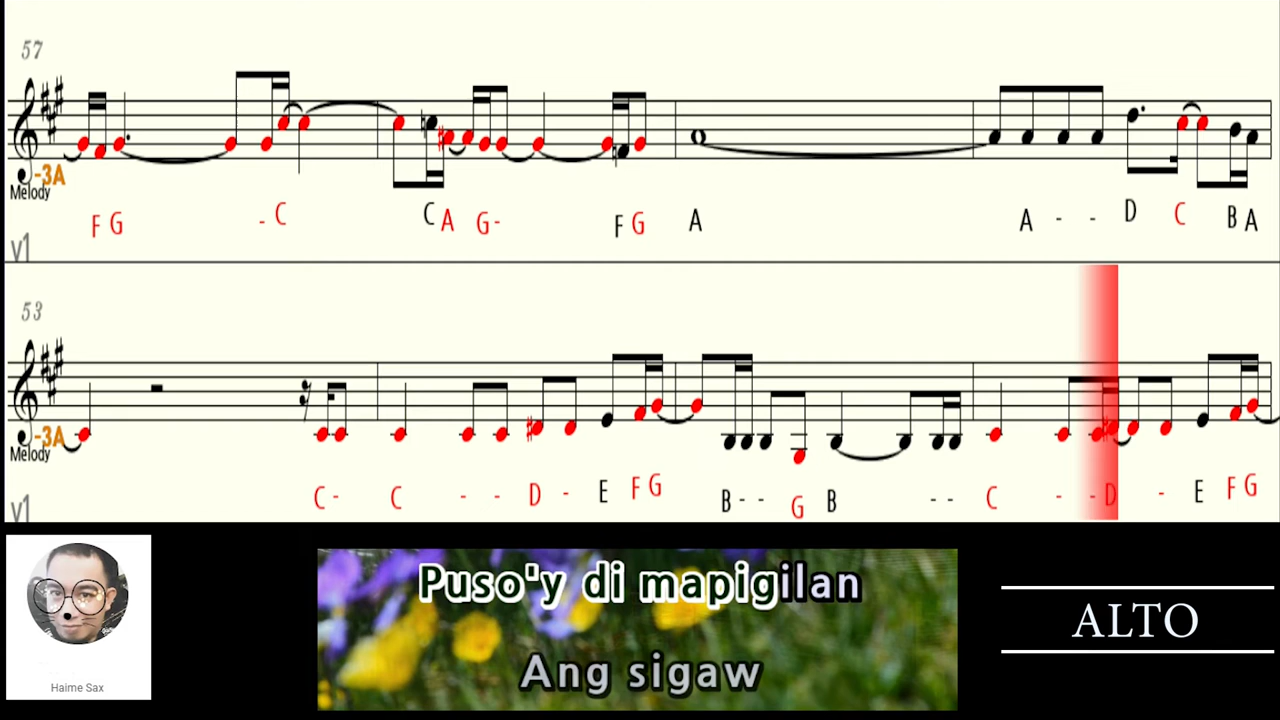 57
-3A
Melody
F G - C C A G - F G A A - - D C B A
v1
53
-3A
Melody
C - C - - D - E F G B - - G B - - C - - D - E F G
v1
Puso'y di mapigilan
Ang sigaw
Haime Sax
ALTO